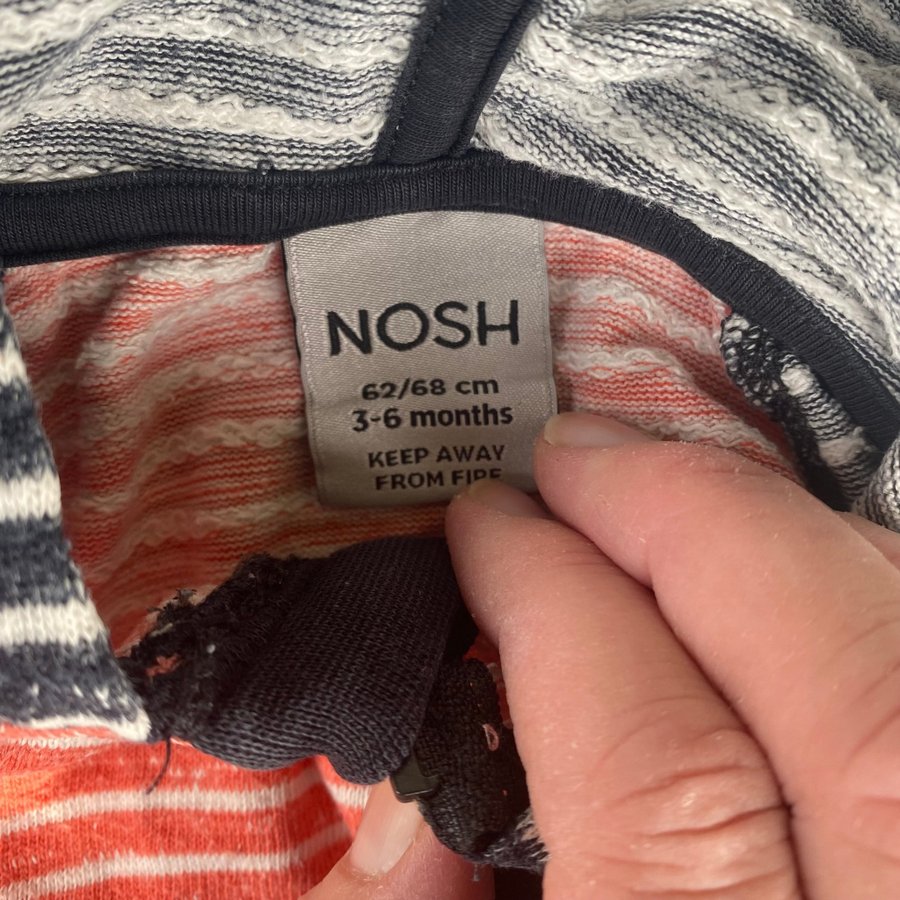 NOSH
62/68 cm
3-6 months
KEEP AWAY
FROM FIRE